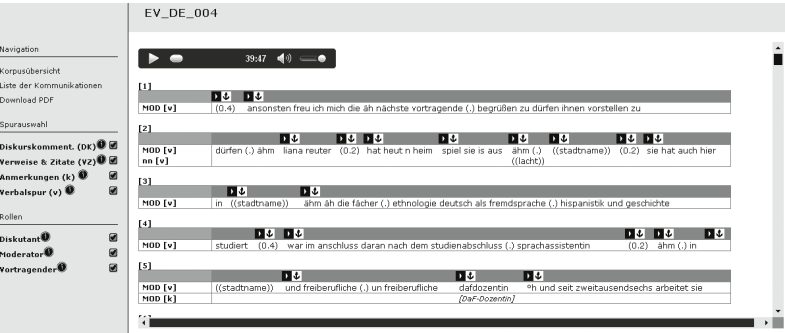 EV_DE_004
Navigation
Korpusübersicht
Liste der Kommunikationen
Download PDF
Spurauswahl
Diskurskomment. (DK)
Verweise & Zitate (VZ)
Anmerkungen (k)
Verbalspur (v)
Rollen
Diskutant
Moderator
Vortragender
39:47
[1]
MOD [v] (0.4) ansonsten freu ich mich die äh nächste vortragende (.) begrüßen zu dürfen ihnen vorstellen zu
[2]
MOD [v] dürfen (.) ähm liana reuter (0.2) hat heut n heim spiel sie is aus ähm (.) ((stadtname)) (0.2) sie hat auch hier
nn [v] ((lacht))
[3]
MOD [v] in ((stadtname)) ähm äh die fächer (.) ethnologie deutsch als fremdsprache (.) hispanistik und geschichte
[4]
MOD [v] studiert (0.4) war im anschluss daran nach dem studienabschluss (.) sprachassistentin (0.2) ähm (.) in
[5]
MOD [v] ((stadtname)) und freiberufliche (.) un freiberufliche dafdozentin °h und seit zweitausendsechs arbeitet sie
MOD [k] [DaF-Dozentin]